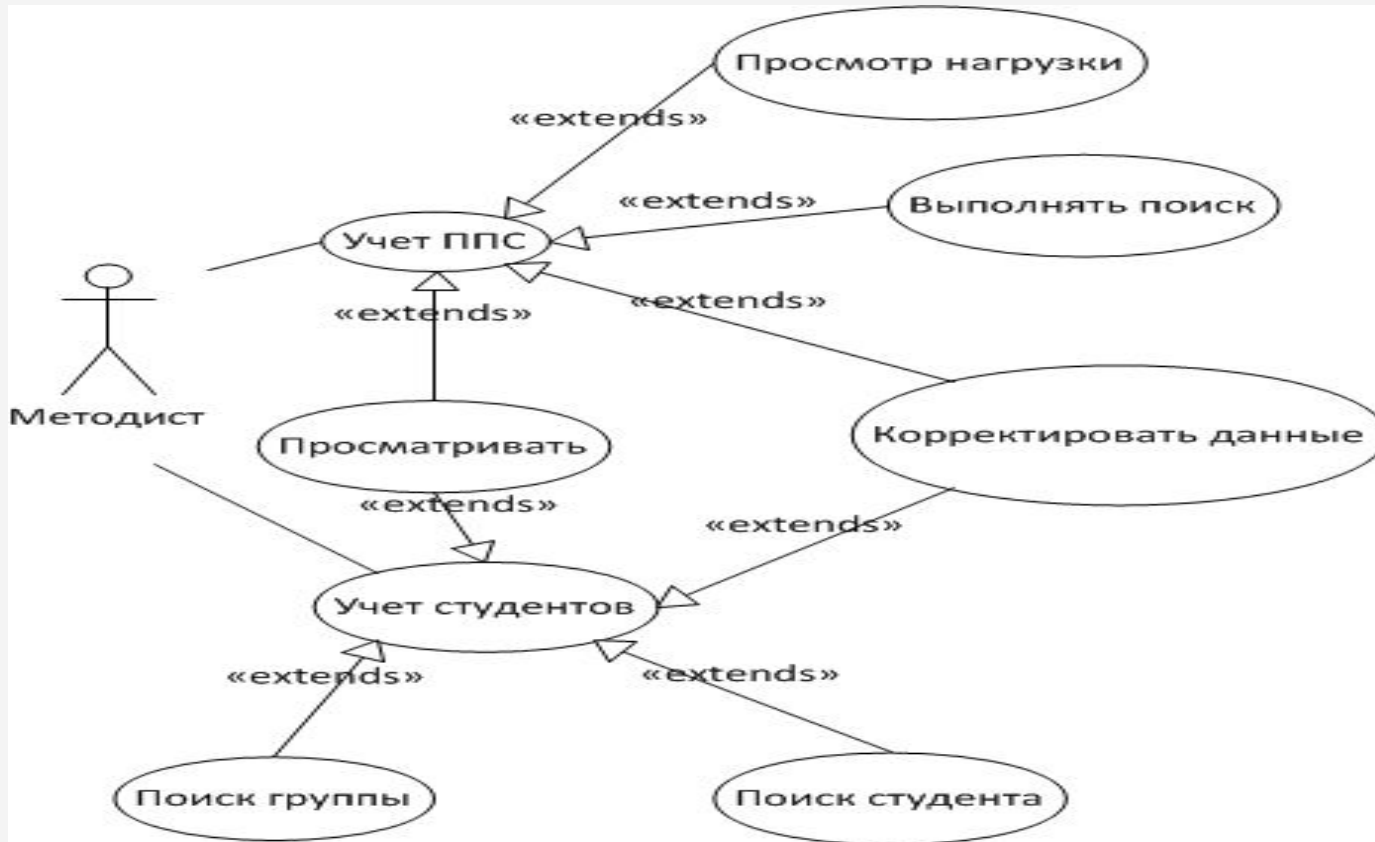 Просмотр нагрузки
«extends»
«extends»
Выполнять поиск
Учет ППС
«extends»
«extends»
Методист
Просматривать
Корректировать данные
«extends»
«extends»
Учет студентов
«extends»
«extends»
Поиск группы
Поиск студента